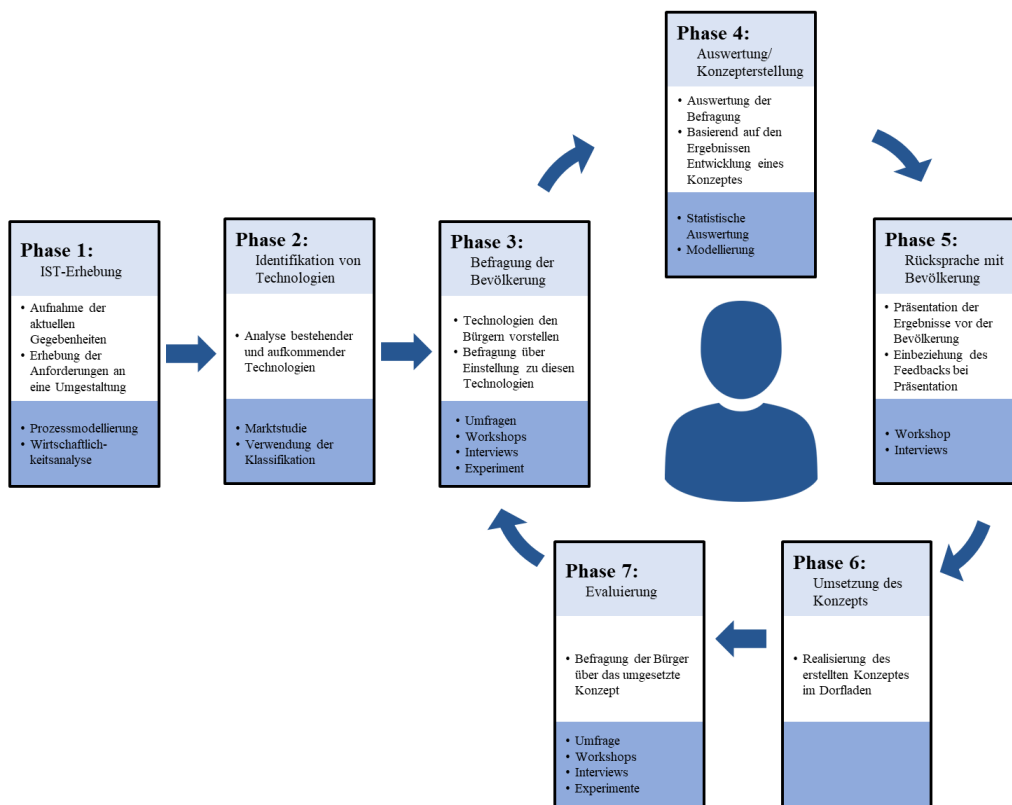 Phase 1:
IST-Erhebung
• Aufnahme der
aktuellen
Gegebenheiten
• Erhebung der
Anforderungen an
eine Umgestaltung
• Prozessmodellierung
• Wirtschaftlich-
keitsanalyse
Phase 2:
Identifikation von
Technologien
• Analyse bestehender
und aufkommender
Technologien
• Marktstudie
• Verwendung der
Klassifikation
Phase 3:
Befragung der
Bevölkerung
• Technologien den
Bürgern vorstellen
• Befragung über
Einstellung zu diesen
Technologien
• Umfragen
• Workshops
• Interviews
• Experiment
Phase 4:
Auswertung/
Konzepterstellung
• Auswertung der
Befragung
• Basierend auf den
Ergebnissen
Entwicklung eines
Konzeptes
• Statistische
Auswertung
• Modellierung
Phase 5:
Rücksprache mit
Bevölkerung
• Präsentation der
Ergebnisse vor der
Bevölkerung
• Einbeziehung des
Feedbacks bei
Präsentation
• Workshop
• Interviews
Phase 6:
Umsetzung des
Konzepts
• Realisierung des
erstellten Konzeptes
im Dorfladen
Phase 7:
Evaluierung
• Befragung der Bürger
über das umgesetzte
Konzept
• Umfrage
• Workshops
• Interviews
• Experimente